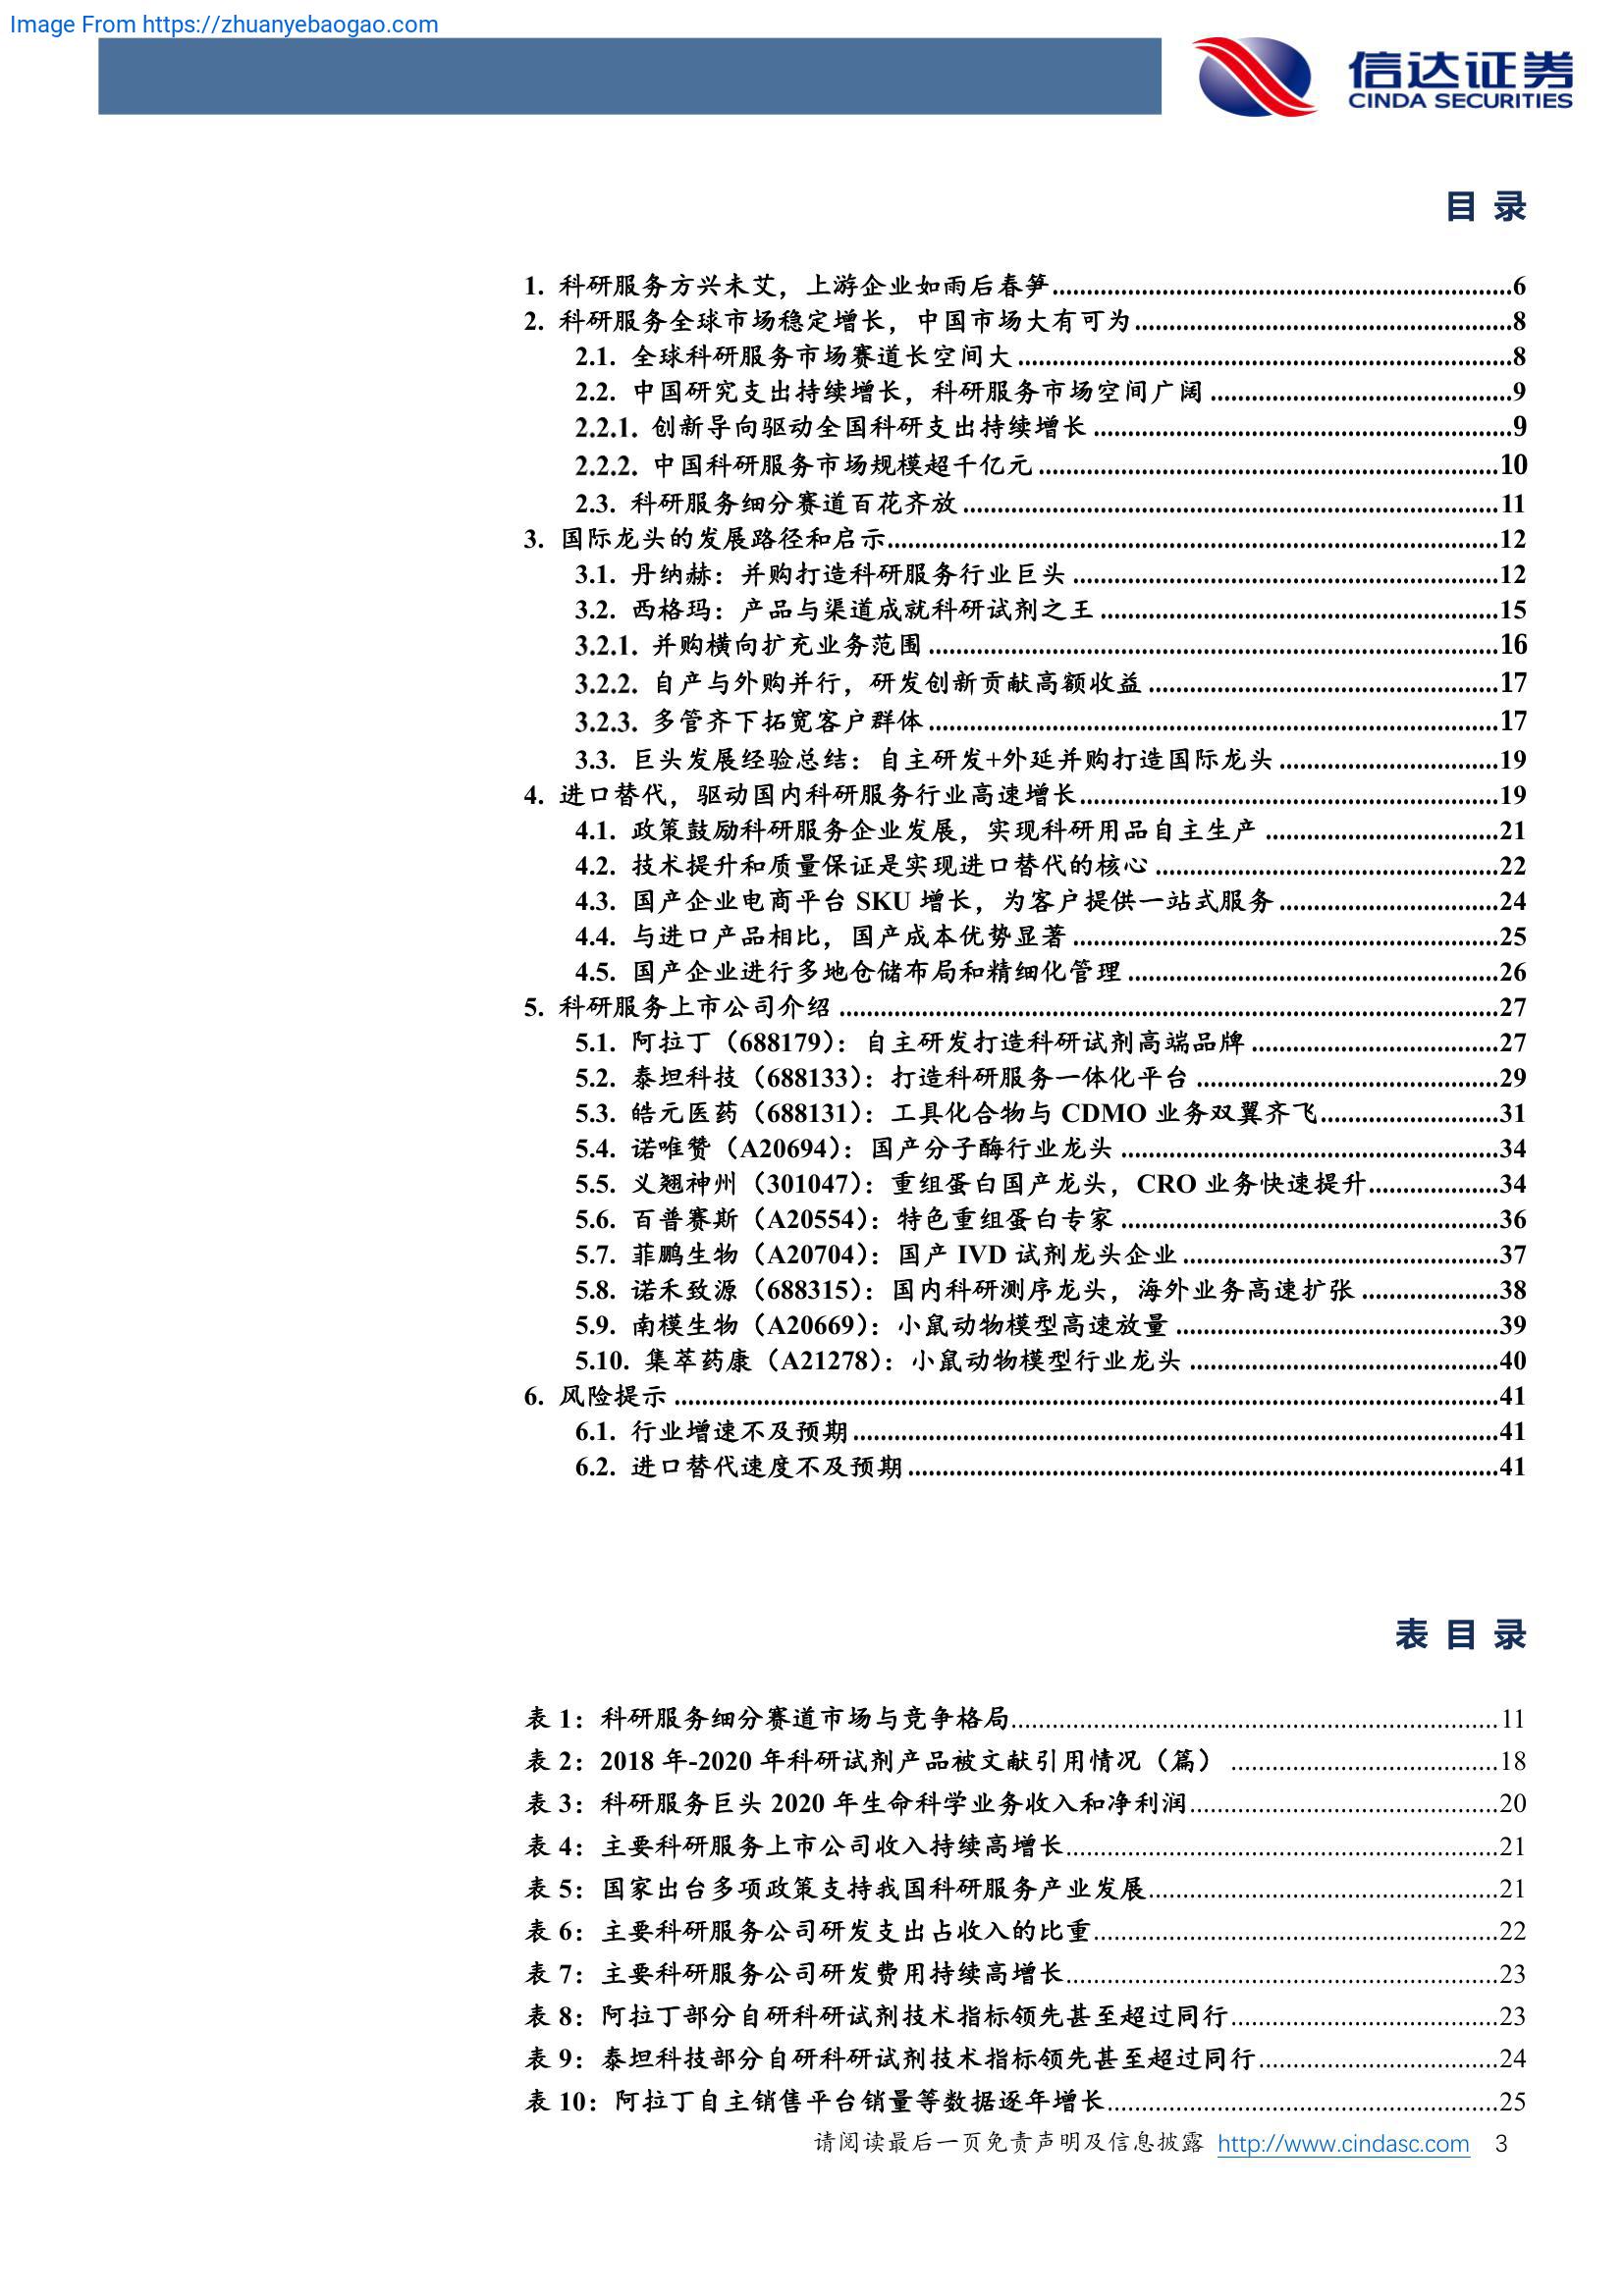 Image From https://zhuanyebaogao.com
信达证券
CINDA SECURITIES
目 录
1. 科研服务方兴未艾，上游企业如雨后春笋......6
2. 科研服务全球市场稳定增长，中国市场大有可为......8
2.1. 全球科研服务市场赛道长空间大......8
2.2. 中国研究支出持续增长，科研服务市场空间广阔......9
2.2.1. 创新导向驱动全国科研支出持续增长......9
2.2.2. 中国科研服务市场规模超千亿元......10
2.3. 科研服务细分赛道百花齐放......11
3. 国际龙头的发展路径和启示......12
3.1. 丹纳赫：并购打造科研服务行业巨头......12
3.2. 西格玛：产品与渠道成就科研试剂之王......15
3.2.1. 并购横向扩充业务范围......16
3.2.2. 自产与外购并行，研发创新贡献高额收益......17
3.2.3. 多管齐下拓宽客户群体......17
3.3. 巨头发展经验总结：自主研发+外延并购打造国际龙头......19
4. 进口替代，驱动国内科研服务行业高速增长......19
4.1. 政策鼓励科研服务企业发展，实现科研用品自主生产......21
4.2. 技术提升和质量保证是实现进口替代的核心......22
4.3. 国产企业电商平台 SKU 增长，为客户提供一站式服务......24
4.4. 与进口产品相比，国产成本优势显著......25
4.5. 国产企业进行多地仓储布局和精细化管理......26
5. 科研服务上市公司介绍......27
5.1. 阿拉丁（688179）：自主研发打造科研试剂高端品牌......27
5.2. 泰坦科技（688133）：打造科研服务一体化平台......29
5.3. 皓元医药（688131）：工具化合物与 CDMO 业务双翼齐飞......31
5.4. 诺唯赞（A20694）：国产分子酶行业龙头......34
5.5. 义翘神州（301047）：重组蛋白国产龙头，CRO 业务快速提升......34
5.6. 百普赛斯（A20554）：特色重组蛋白专家......36
5.7. 菲鹏生物（A20704）：国产 IVD 试剂龙头企业......37
5.8. 诺禾致源（688315）：国内科研测序龙头，海外业务高速扩张......38
5.9. 南模生物（A20669）：小鼠动物模型高速放量......39
5.10. 集萃药康（A21278）：小鼠动物模型行业龙头......40
6. 风险提示......41
6.1. 行业增速不及预期......41
6.2. 进口替代速度不及预期......41
表 目 录
表 1：科研服务细分赛道市场与竞争格局......11
表 2：2018 年-2020 年科研试剂产品被文献引用情况（篇）......18
表 3：科研服务巨头 2020 年生命科学业务收入和净利润......20
表 4：主要科研服务上市公司收入持续高增长......21
表 5：国家出台多项政策支持我国科研服务产业发展......21
表 6：主要科研服务公司研发支出占收入的比重......22
表 7：主要科研服务公司研发费用持续高增长......23
表 8：阿拉丁部分自研科研试剂技术指标领先甚至超过同行......23
表 9：泰坦科技部分自研科研试剂技术指标领先甚至超过同行......24
表 10：阿拉丁自主销售平台销量等数据逐年增长......25
请阅读最后一页免责声明及信息披露 http://www.cindasc.com 3